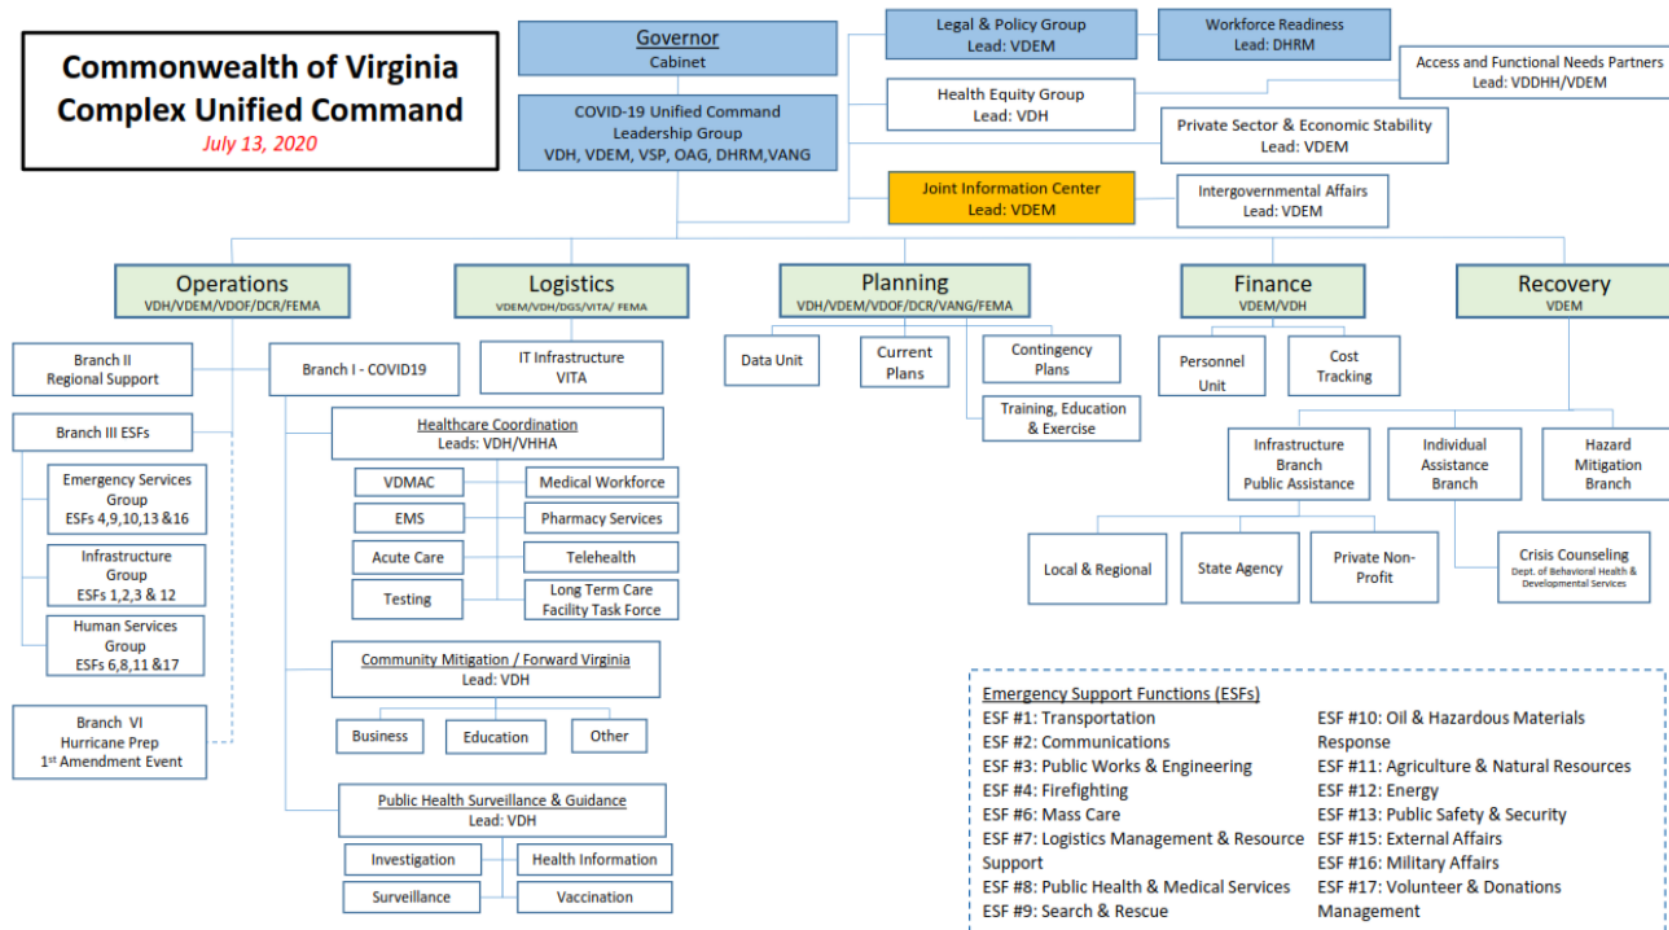 Commonwealth of Virginia
Complex Unified Command
July 13, 2020
Governor
Cabinet
COVID-19 Unified Command
Leadership Group
VDH, VDEM, VSP, OAG, DHRM,VANG
Legal & Policy Group
Lead: VDEM
Workforce Readiness
Lead: DHRM
Health Equity Group
Lead: VDH
Access and Functional Needs Partners
Lead: VDDHH/VDEM
Private Sector & Economic Stability
Lead: VDEM
Joint Information Center
Lead: VDEM
Intergovernmental Affairs
Lead: VDEM
Operations
VDH/VDEM/VDOF/DCR/FEMA
Logistics
VDEM/VDH/DGS/VITA/ FEMA
Planning
VDH/VDEM/VDOF/DCR/VANG/FEMA
Finance
VDEM/VDH
Recovery
VDEM
Branch II
Regional Support
Branch I - COVID19
Branch III ESFs
Emergency Services
Group
ESFs 4,9,10,13 &16
Infrastructure
Group
ESFs 1,2,3 & 12
Human Services
Group
ESFs 6,8,11 &17
Branch VI
Hurricane Prep
1st Amendment Event
Healthcare Coordination
Leads: VDH/VHHA
VDMAC
Medical Workforce
EMS
Pharmacy Services
Acute Care
Telehealth
Testing
Long Term Care
Facility Task Force
Community Mitigation / Forward Virginia
Lead: VDH
Business
Education
Other
Public Health Surveillance & Guidance
Lead: VDH
Investigation
Health Information
Surveillance
Vaccination
IT Infrastructure
VITA
Data Unit
Current
Plans
Contingency
Plans
Training, Education
& Exercise
Personnel
Unit
Cost
Tracking
Infrastructure
Branch
Public Assistance
Individual
Assistance
Branch
Hazard
Mitigation
Branch
Local & Regional
State Agency
Private Non-
Profit
Crisis Counseling
Dept. of Behavioral Health &
Developmental Services
Emergency Support Functions (ESFs)
ESF #1: Transportation
ESF #2: Communications
ESF #3: Public Works & Engineering
ESF #4: Firefighting
ESF #6: Mass Care
ESF #7: Logistics Management & Resource
Support
ESF #8: Public Health & Medical Services
ESF #9: Search & Rescue
ESF #10: Oil & Hazardous Materials
Response
ESF #11: Agriculture & Natural Resources
ESF #12: Energy
ESF #13: Public Safety & Security
ESF #15: External Affairs
ESF #16: Military Affairs
ESF #17: Volunteer & Donations
Management